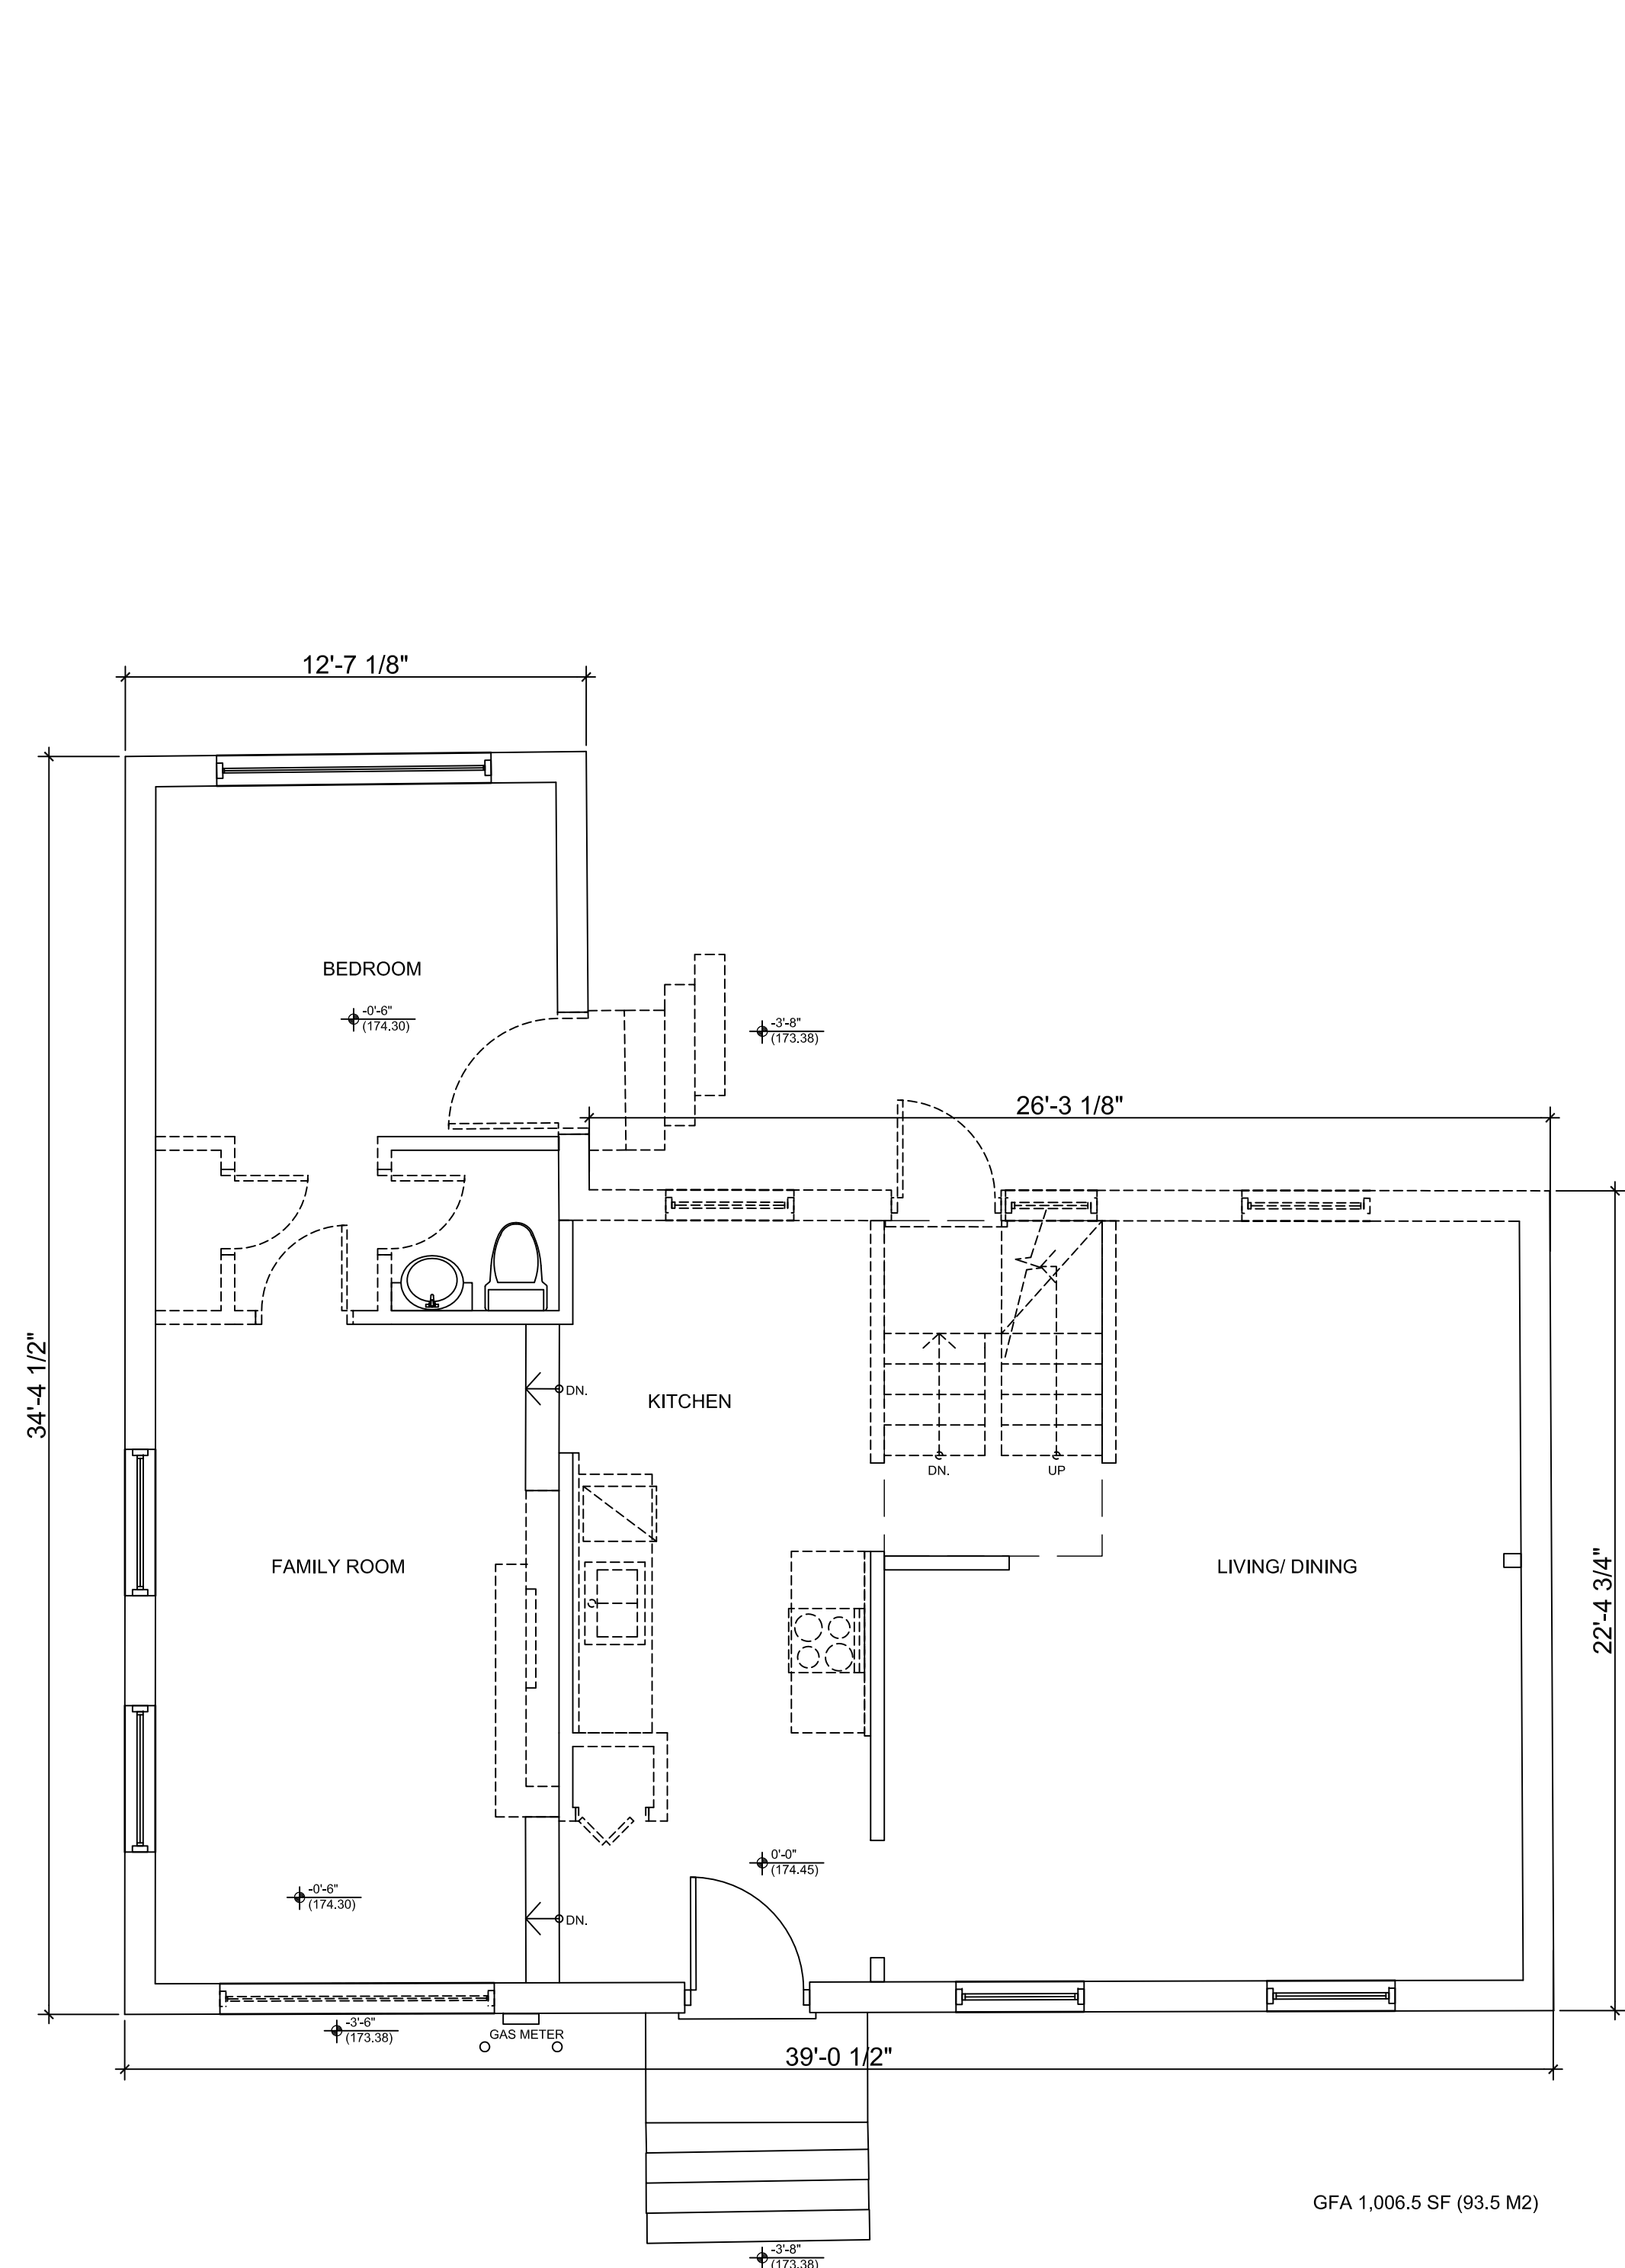 12'-7 1/8"
BEDROOM
-0'-6"
(174.30)
-3'-8"
(173.38)
26'-3 1/8"
34'-4 1/2"
DN.
KITCHEN
DN.
UP
FAMILY ROOM
LIVING/ DINING
22'-4 3/4"
0'-0"
(174.45)
-0'-6"
(174.30)
DN.
-3'-6"
(173.38)
GAS METER
39'-0 1/2"
GFA 1,006.5 SF (93.5 M2)
-3'-8"
(173.38)